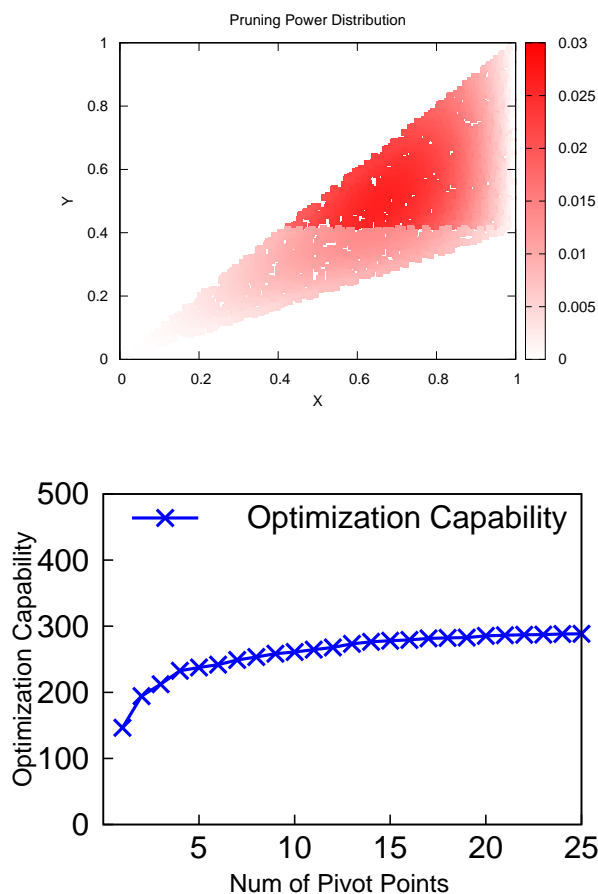 Pruning Power Distribution
1
0.8
0.6
0.4
0.2
0
Y
0 0.2 0.4 0.6 0.8 1
X
0.03
0.025
0.02
0.015
0.01
0.005
0
500
400
300
200
100
0
Optimization Capability
Optimization Capability
5 10 15 20 25
Num of Pivot Points